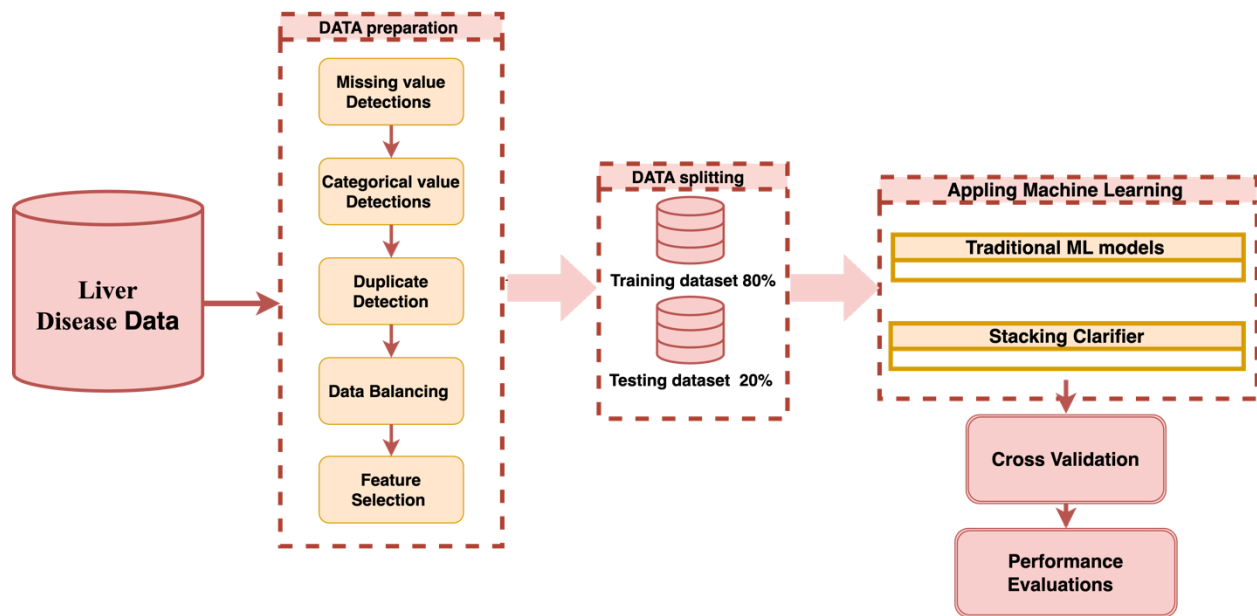 Liver
Disease Data
DATA preparation
Missing value
Detections
Categorical value
Detections
Duplicate
Detection
Data Balancing
Feature
Selection
DATA splitting
Training dataset 80%
Testing dataset 20%
Appling Machine Learning
Traditional ML models
Stacking Clarifier
Cross Validation
Performance
Evaluations